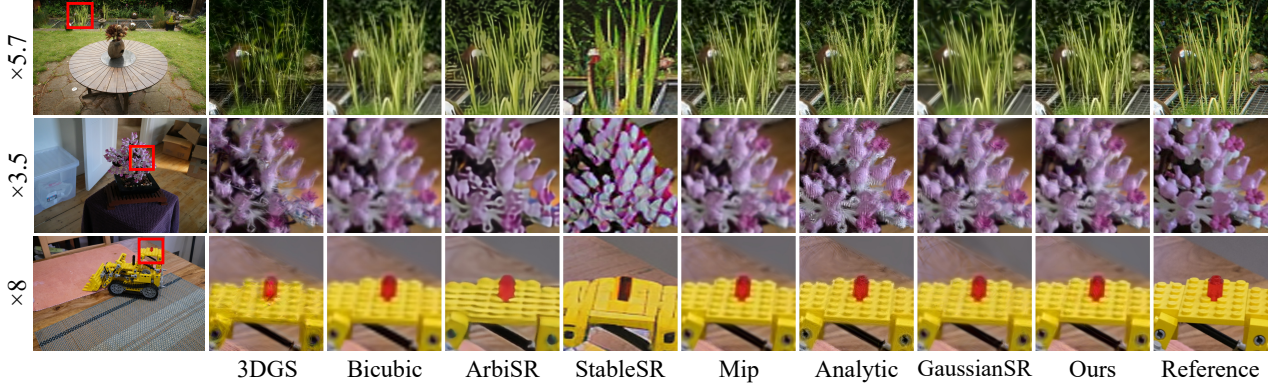 ×5.7
×3.5
×8
3DGS Bicubic ArbiSR StableSR Mip Analytic GaussianSR Ours Reference